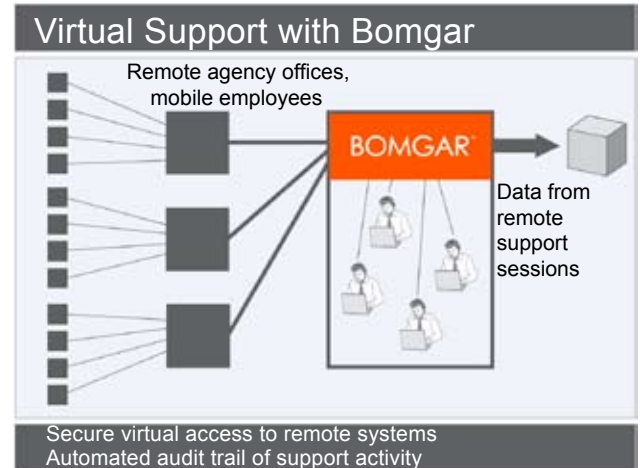 Virtual Support with Bomgar
Remote agency offices,
mobile employees
BOMGAR™
Data from
remote
support
sessions
Secure virtual access to remote systems
Automated audit trail of support activity